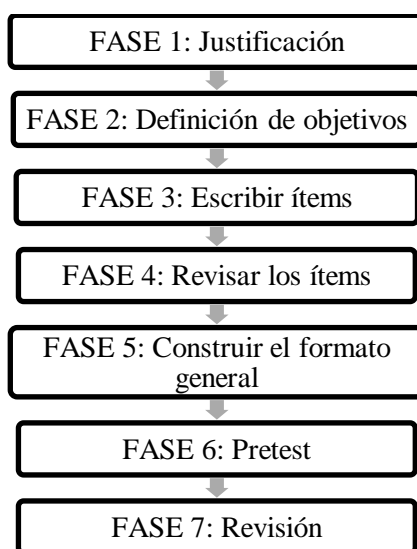 FASE 1: Justificación
FASE 2: Definición de objetivos
FASE 3: Escribir ítems
FASE 4: Revisar los ítems
FASE 5: Construir el formato
general
FASE 6: Pretest
FASE 7: Revisión